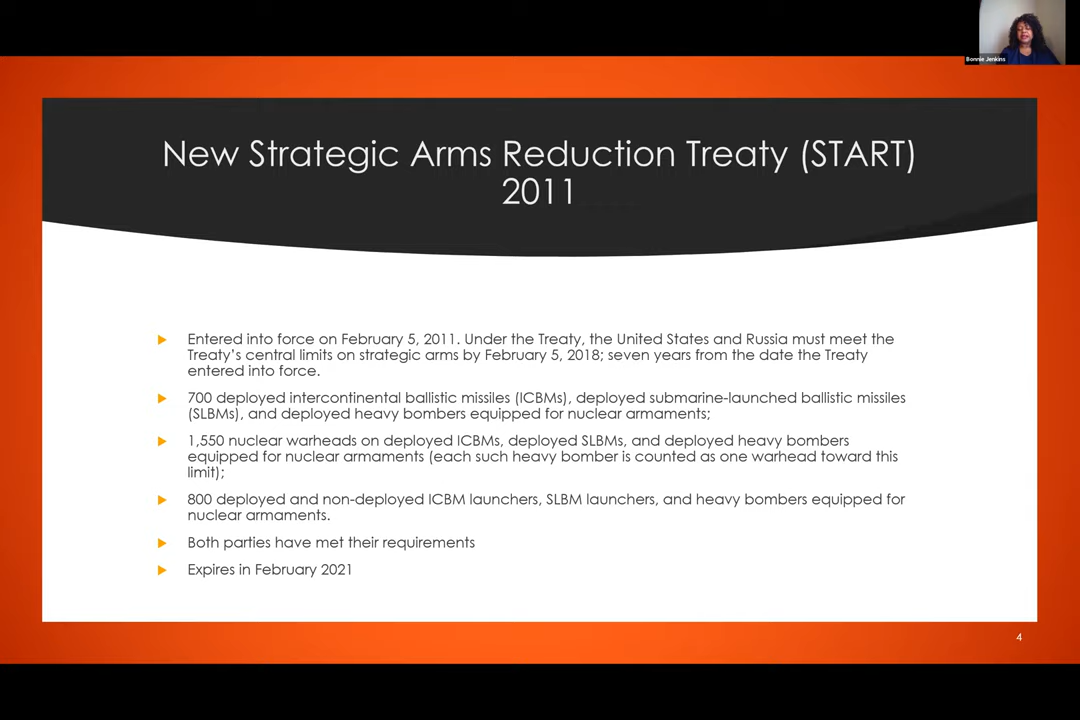 Bonnie Jenkins
New Strategic Arms Reduction Treaty (START)
2011
Entered into force on February 5, 2011. Under the Treaty, the United States and Russia must meet the
Treaty's central limits on strategic arms by February 5, 2018; seven years from the date the Treaty
entered into force.
700 deployed intercontinental ballistic missiles (ICBMs), deployed submarine-launched ballistic missiles
(SLBMs), and deployed heavy bombers equipped for nuclear armaments;
1,550 nuclear warheads on deployed ICBMs, deployed SLBMs, and deployed heavy bombers
equipped for nuclear armaments (each such heavy bomber is counted as one warhead toward this
limit);
800 deployed and non-deployed ICBM launchers, SLBM launchers, and heavy bombers equipped for
nuclear armaments.
Both parties have met their requirements
Expires in February 2021
4